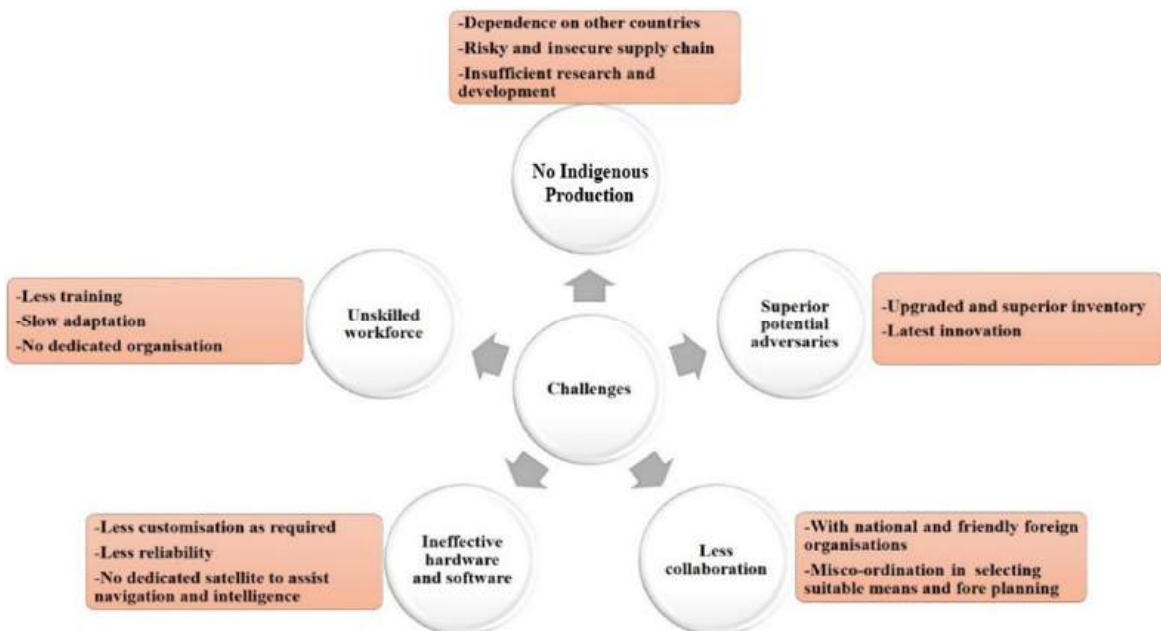 -Dependence on other countries
-Risky and insecure supply chain
-Insufficient research and
development
No Indigenous
Production
-Less training
-Slow adaptation
-No dedicated organisation
Unskilled
workforce
Superior
potential
adversaries
-Upgraded and superior inventory
-Latest innovation
Challenges
-Less customisation as required
-Less reliability
-No dedicated satellite to assist
navigation and intelligence
Ineffective
hardware
and software
Less
collaboration
-With national and friendly foreign
organisations
-Misco-ordination in selecting
suitable means and fore planning